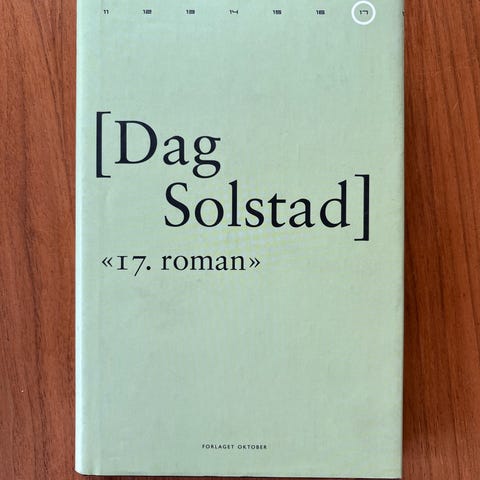 11 12 13 14 15 16 17
[Dag
Solstad]
«17. roman»
FORLAGET OKTOBER